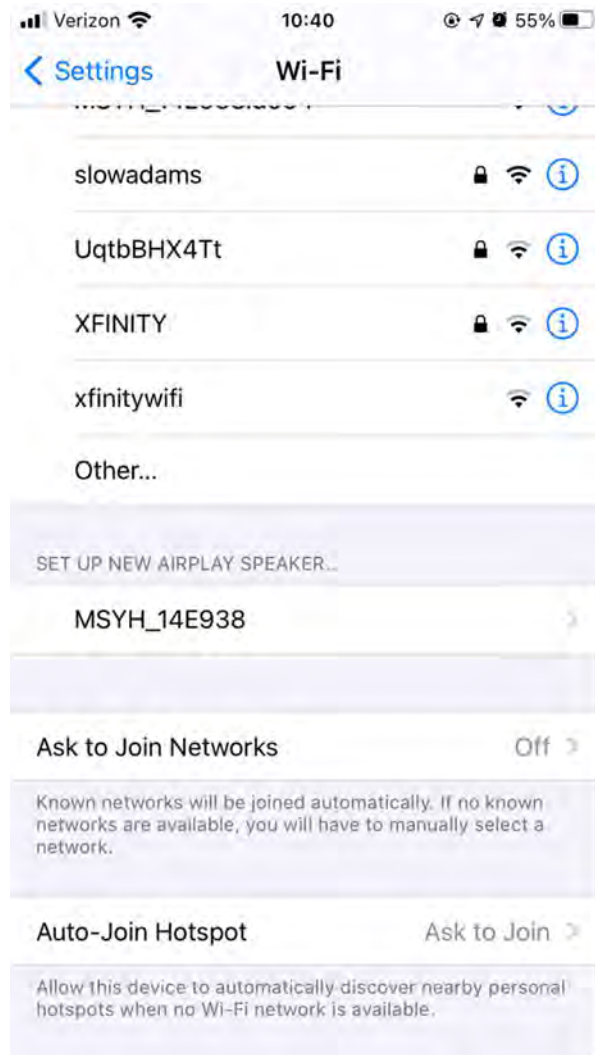 Verizon 10:40 55%
Settings Wi-Fi
slowadams
UqtbBHX4Tt
XFINITY
xfinitywifi
Other...
SET UP NEW AIRPLAY SPEAKER...
MSYH_14E938
Ask to Join Networks Off
Known networks will be joined automatically. If no known
networks are available, you will have to manually select a
network.
Auto-Join Hotspot Ask to Join
Allow this device to automatically discover nearby personal
hotspots when no Wi-Fi network is available.